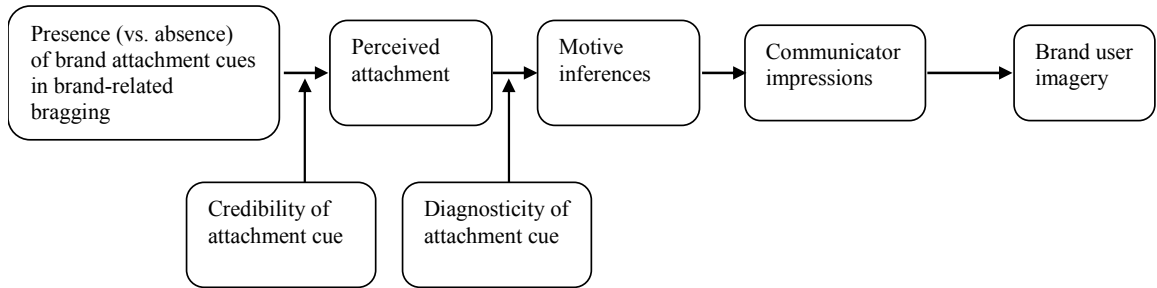 Presence (vs. absence)
of brand attachment cues
in brand-related
bragging
Perceived
attachment
Motive
inferences
Communicator
impressions
Brand user
imagery
Credibility of
attachment cue
Diagnosticity of
attachment cue